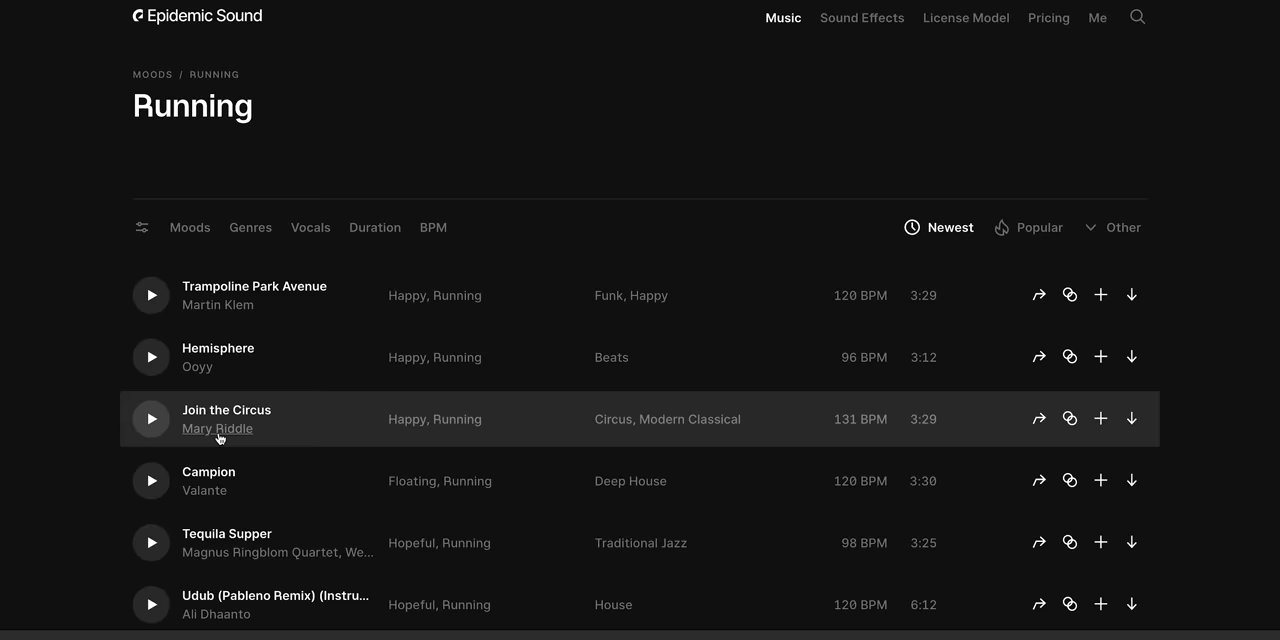 Epidemic Sound
Music Sound Effects License Model Pricing Me
MOODS / RUNNING
Running
Moods Genres Vocals Duration BPM
Newest Popular Other
Trampoline Park Avenue
Martin Klem
Happy, Running Funk, Happy 120 BPM 3:29
Hemisphere
Ooyy
Happy, Running Beats 96 BPM 3:12
Join the Circus
Mary Riddle
Happy, Running Circus, Modern Classical 131 BPM 3:29
Campion
Valante
Floating, Running Deep House 120 BPM 3:30
Tequila Supper
Magnus Ringblom Quartet, We...
Hopeful, Running Traditional Jazz 98 BPM 3:25
Udub (Pableno Remix) (Instru...
Ali Dhaanto
Hopeful, Running House 120 BPM 6:12